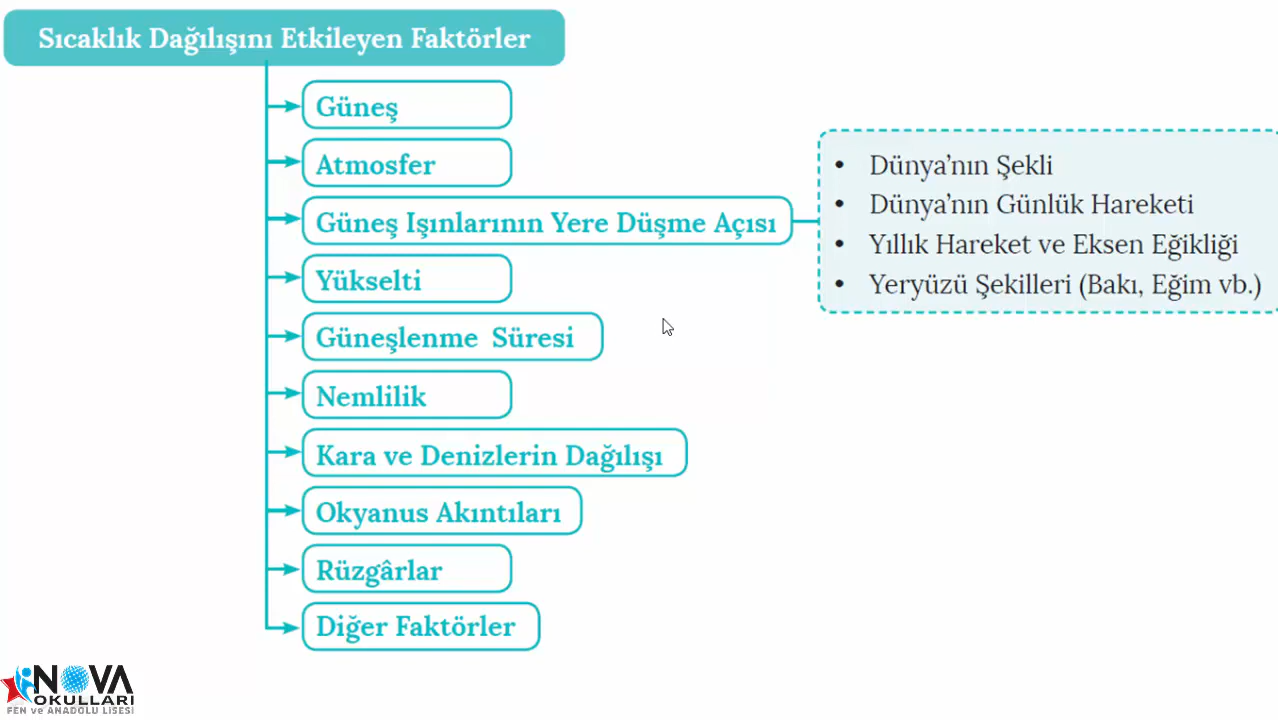 Sıcaklık Dağılışını Etkileyen Faktörler
Güneş
Atmosfer
Güneş Işınlarının Yere Düşme Açısı
• Dünya'nın Şekli
• Dünya'nın Günlük Hareketi
• Yıllık Hareket ve Eksen Eğikliği
• Yeryüzü Şekilleri (Bakı, Eğim vb.)
Yükselti
Güneşlenme Süresi
Nemlilik
Kara ve Denizlerin Dağılışı
Okyanus Akıntıları
Rüzgârlar
Diğer Faktörler
NOVA
OKULLARI
FEN ve ANADOLU LİSESİ